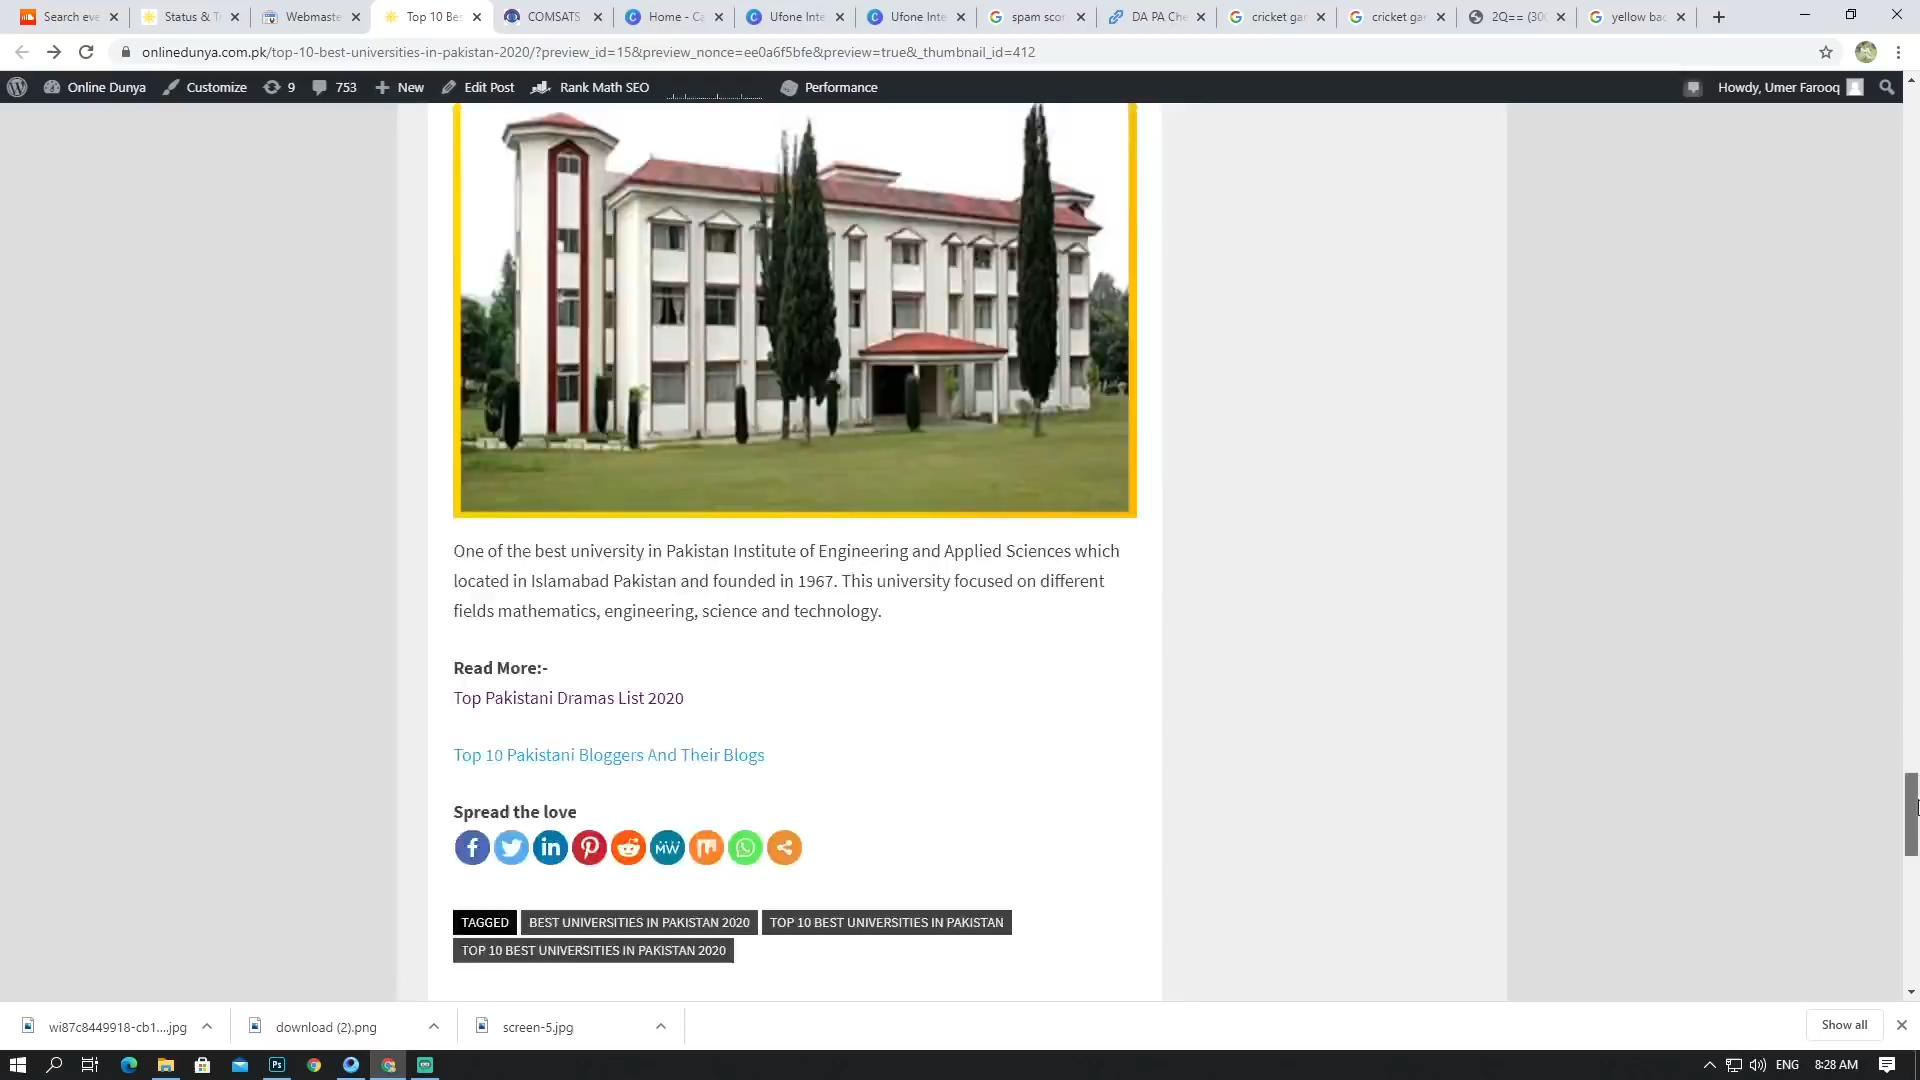 Search eve
Status & T
Webmaste
Top 10 Bes
COMSATS
Home - Ca
Ufone Inte
Ufone Inte
spam scor
DA PA Che
cricket gar
cricket gar
2Q== (300
yellow bac
onlinedunya.com.pk/top-10-best-universities-in-pakistan-2020/?preview_id=15&preview_nonce=ee0a6f5bfe&preview=true&_thumbnail_id=412
Online Dunya
Customize
9
753
New
Edit Post
Rank Math SEO
Performance
Howdy, Umer Farooq
One of the best university in Pakistan Institute of Engineering and Applied Sciences which
located in Islamabad Pakistan and founded in 1967. This university focused on different
fields mathematics, engineering, science and technology.
Read More:-
Top Pakistani Dramas List 2020
Top 10 Pakistani Bloggers And Their Blogs
Spread the love
MW
TAGGED BEST UNIVERSITIES IN PAKISTAN 2020 TOP 10 BEST UNIVERSITIES IN PAKISTAN
TOP 10 BEST UNIVERSITIES IN PAKISTAN 2020
wi87c8449918-cb1....jpg
download (2).png
screen-5.jpg
Show all
Ps
ENG
8:28 AM